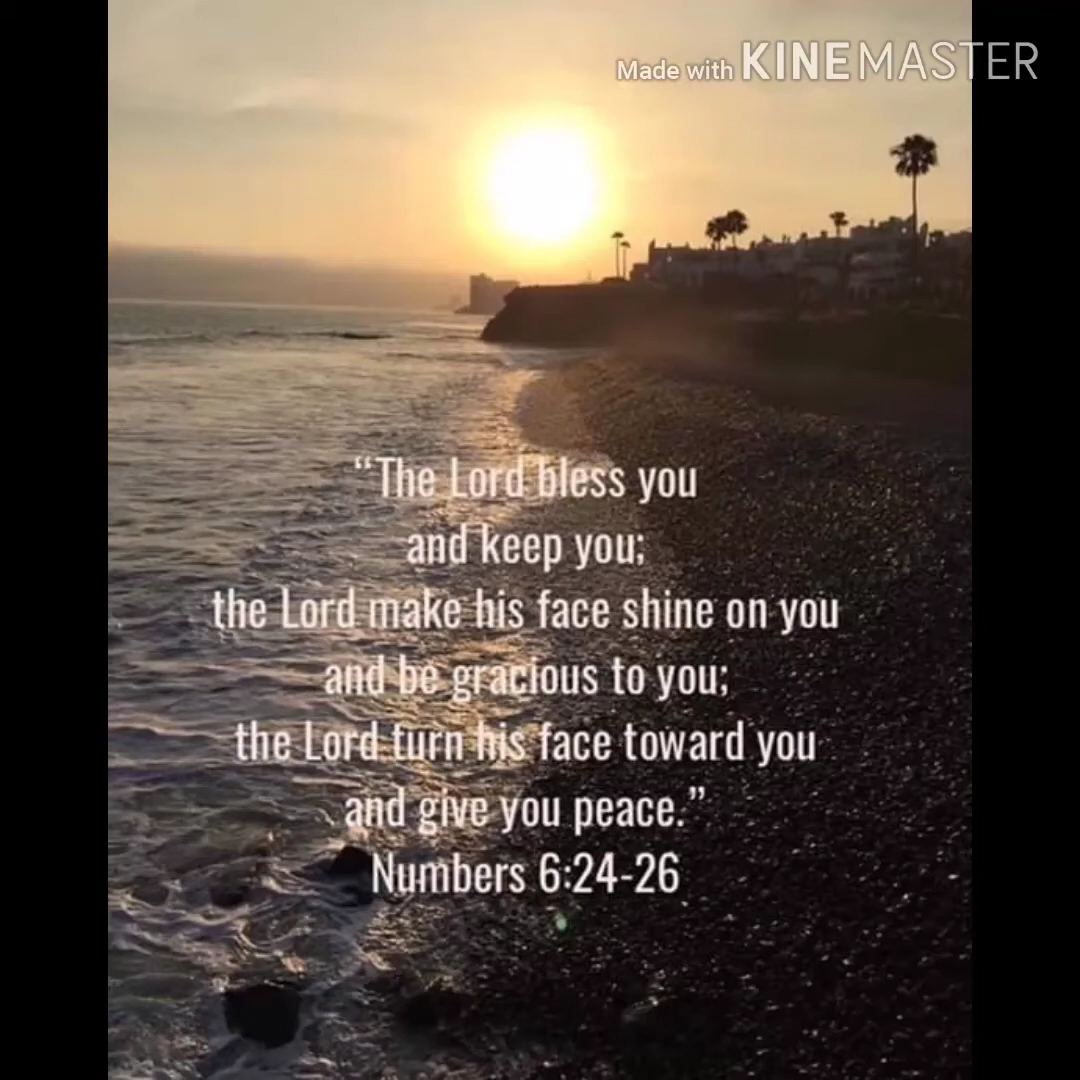 Made with KINEMASTER
“The Lord bless you
and keep you;
the Lord make his face shine on you
and be gracious to you;
the Lord turn his face toward you
and give you peace.”
Numbers 6:24-26